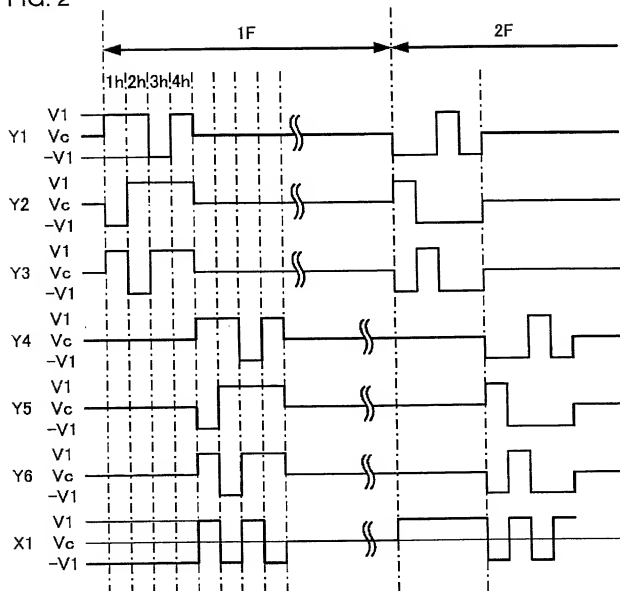 FIG. 2
1F 2F
1h 2h 3h 4h
V1
Y1 Vc
-V1
V1
Y2 Vc
-V1
V1
Y3 Vc
-V1
V1
Y4 Vc
-V1
V1
Y5 Vc
-V1
V1
Y6 Vc
-V1
V1
X1 Vc
-V1